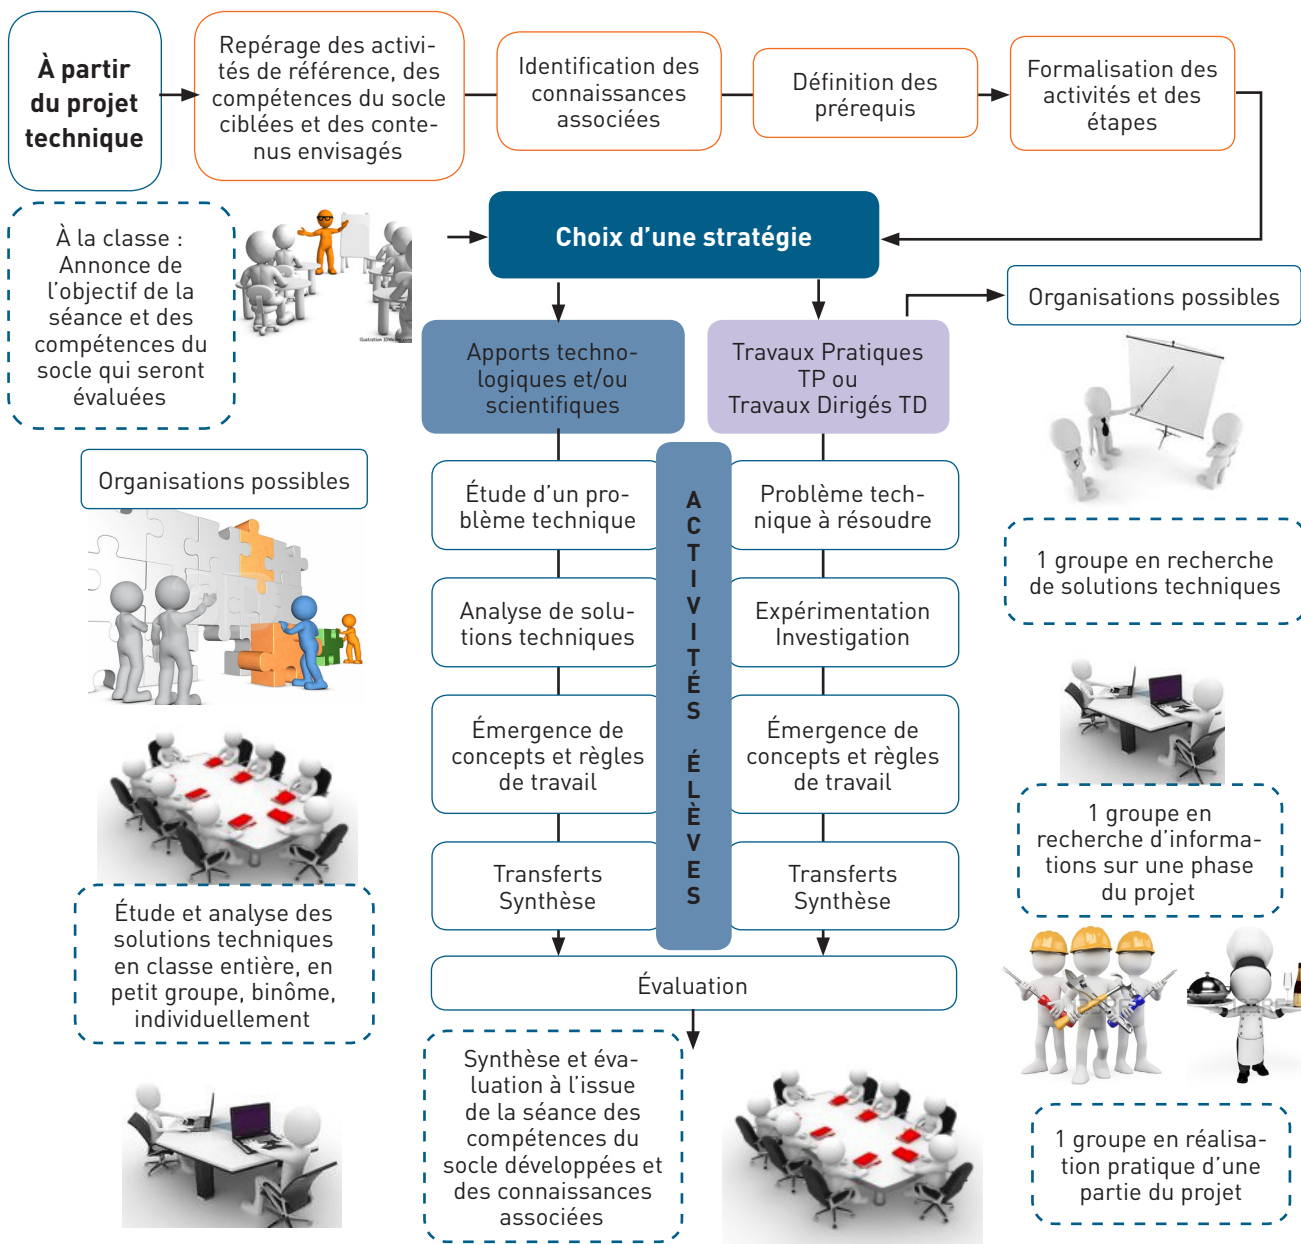 À partir
du projet
technique
Repérage des activi-
tés de référence, des
compétences du socle
ciblées et des conte-
nus envisagés
Identification des
connaissances
associées
Définition des
prérequis
Formalisation des
activités et des
étapes
À la classe :
Annonce de
l’objectif de la
séance et des
compétences du
socle qui seront
évaluées
Choix d’une stratégie
Organisations possibles
Apports techno-
logiques et/ou
scientifiques
Travaux Pratiques
TP ou
Travaux Dirigés TD
Organisations possibles
Étude d’un pro-
blème technique
Analyse de solu-
tions techniques
Émergence de
concepts et règles
de travail
Transferts
Synthèse
ACTIVITÉS ÉLÈVES
Problème tech-
nique à résoudre
Expérimentation
Investigation
Émergence de
concepts et règles
de travail
Transferts
Synthèse
1 groupe en recherche
de solutions techniques
1 groupe en
recherche d’informa-
tions sur une phase
du projet
Étude et analyse des
solutions techniques
en classe entière, en
petit groupe, binôme,
individuellement
Évaluation
Synthèse et éva-
luation à l’issue
de la séance des
compétences du
socle développées et
des connaissances
associées
1 groupe en réalisa-
tion pratique d’une
partie du projet